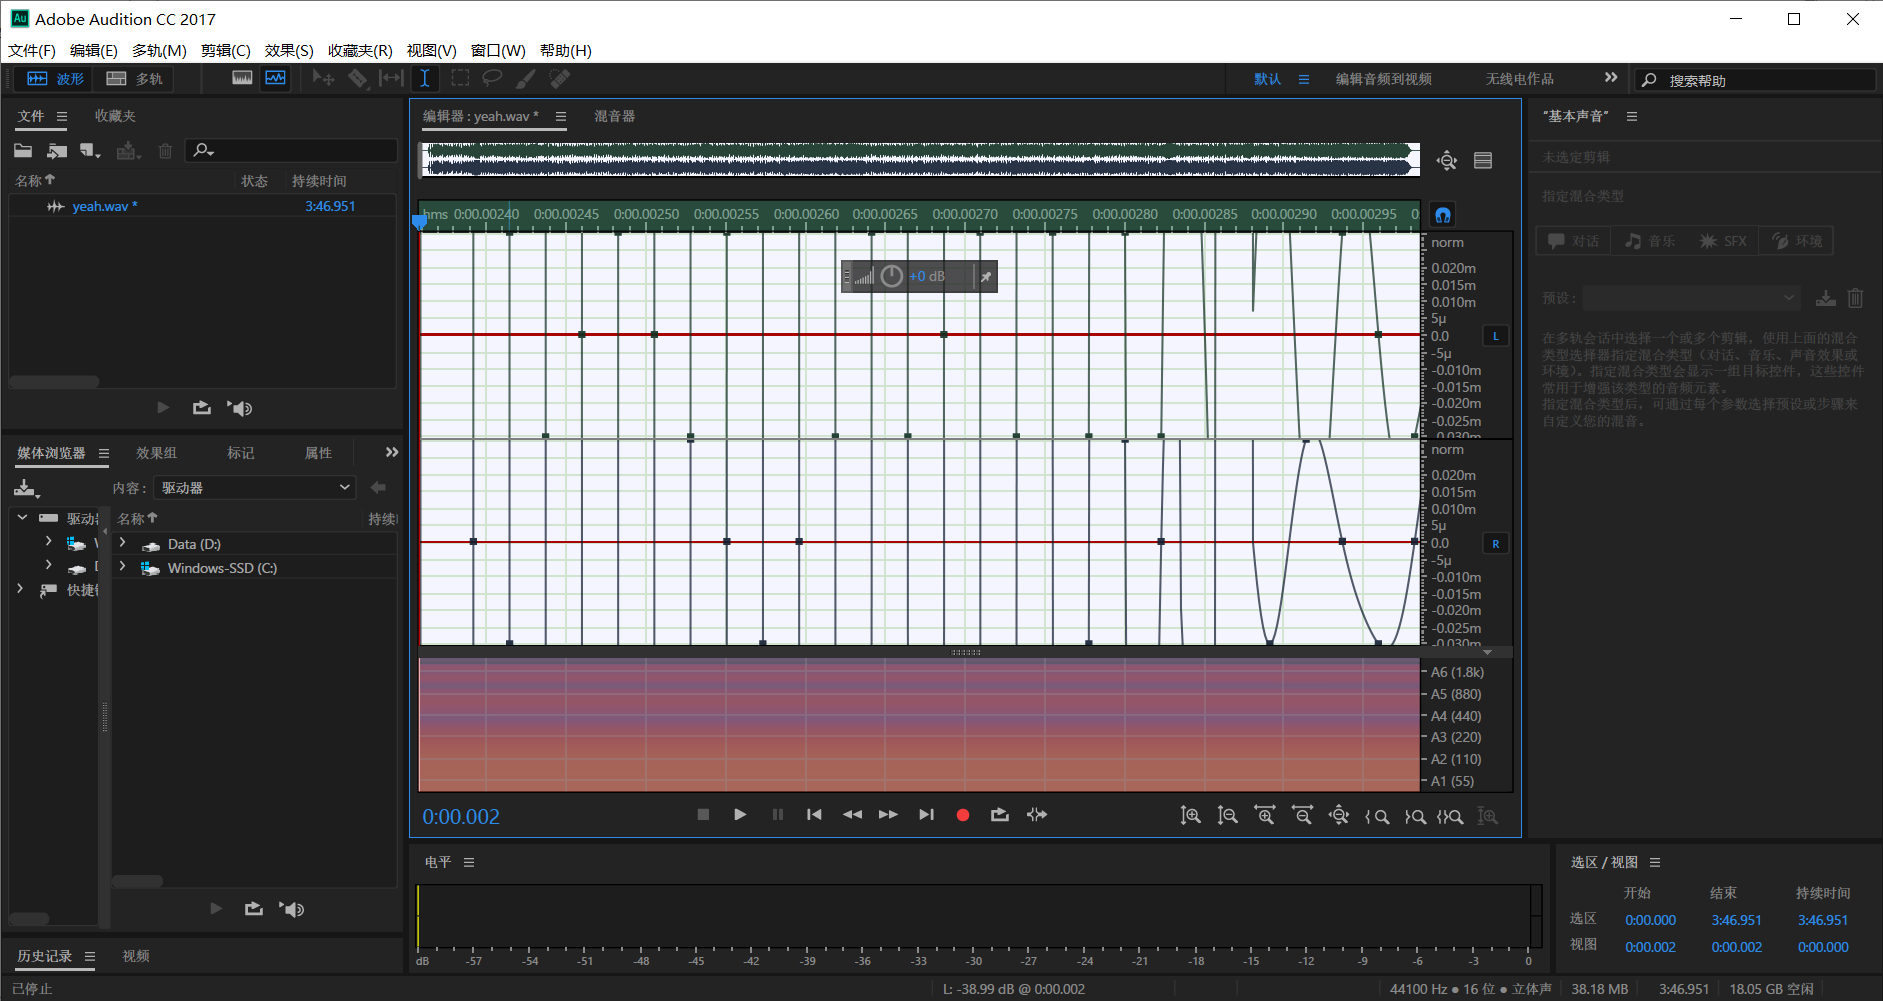 Adobe Audition CC 2017
文件(F) 编辑(E) 多轨(M) 剪辑(C) 效果(S) 收藏夹(R) 视图(V) 窗口(W) 帮助(H)
波形 多轨 默认 编辑音频到视频 无线电作品 搜索帮助
文件 收藏夹
名称 状态 持续时间
yeah.wav * 3:46.951
媒体浏览器 效果组 标记 属性
内容: 驱动器
驱动
快捷
名称 持续
Data (D:)
Windows-SSD (C:)
历史记录 视频
已停止
编辑器 : yeah.wav * 混音器
hms 0:00.00240 0:00.00245 0:00.00250 0:00.00255 0:00.00260 0:00.00265 0:00.00270 0:00.00275 0:00.00280 0:00.00285 0:00.00290 0:00.00295 0:
+0 dB
norm
0.020m
0.015m
0.010m
5µ
0.0
L
-5µ
-0.010m
-0.015m
-0.020m
-0.025m
-0.030m
norm
0.020m
0.015m
0.010m
5µ
0.0
R
-5µ
-0.010m
-0.015m
-0.020m
-0.025m
-0.030m
A6 (1.8k)
A5 (880)
A4 (440)
A3 (220)
A2 (110)
A1 (55)
0:00.002
电平
dB -57 -54 -51 -48 -45 -42 -39 -36 -33 -30 -27 -24 -21 -18 -15 -12 -9 -6 -3 0
"基本声音"
未选定剪辑
指定混合类型
对话 音乐 SFX 环境
预设:
在多轨会话中选择一个或多个剪辑，使用上面的混合
类型选择器指定混合类型（对话、音乐、声音效果或
环境）。指定混合类型会显示一组目标控件，这些控件
常用于增强该类型的音频元素。
指定混合类型后，可通过每个参数选择预设或步骤来
自定义您的混音。
选区 / 视图
开始 结束 持续时间
选区 0:00.000 3:46.951 3:46.951
视图 0:00.002 0:00.002 0:00.000
L: -38.99 dB @ 0:00.002
44100 Hz ● 16 位 ● 立体声 38.18 MB 3:46.951 18.05 GB 空闲